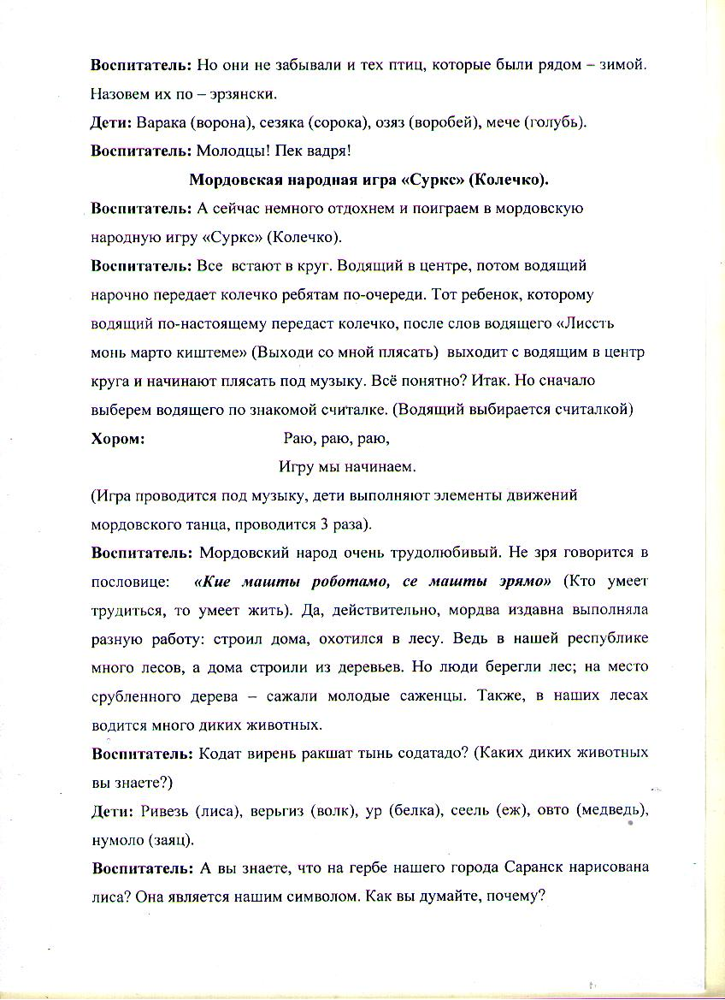 Воспитатель: Но они не забывали и тех птиц, которые были рядом – зимой.
Назовем их по – эрзянски.
Дети: Варака (ворона), сезяка (сорока), озяз (воробей), мече (голубь).
Воспитатель: Молодцы! Пек вадря!
Мордовская народная игра «Суркс» (Колечко).
Воспитатель: А сейчас немного отдохнем и поиграем в мордовскую
народную игру «Суркс» (Колечко).
Воспитатель: Все встают в круг. Водящий в центре, потом водящий
нарочно передает колечко ребятам по-очереди. Тот ребенок, которому
водящий по-настоящему передаст колечко, после слов водящего «Лиссть
монь марто киштеме» (Выходи со мной плясать) выходит с водящим в центр
круга и начинают плясать под музыку. Всё понятно? Итак. Но сначало
выберем водящего по знакомой считалке. (Водящий выбирается считалкой)
Хором: Раю, раю, раю,
Игру мы начинаем.
(Игра проводится под музыку, дети выполняют элементы движений
мордовского танца, проводится 3 раза).
Воспитатель: Мордовский народ очень трудолюбивый. Не зря говорится в
пословице: «Кие машты роботамо, се машты эрямо» (Кто умеет
трудиться, то умеет жить). Да, действительно, мордва издавна выполняла
разную работу: строил дома, охотился в лесу. Ведь в нашей республике
много лесов, а дома строили из деревьев. Но люди берегли лес; на место
срубленного дерева – сажали молодые саженцы. Также, в наших лесах
водится много диких животных.
Воспитатель: Кодат вирень ракшат тынь содатадо? (Каких диких животных
вы знаете?)
Дети: Ривезь (лиса), верьгиз (волк), ур (белка), сеель (еж), овто (медведь),
нумоло (заяц).
Воспитатель: А вы знаете, что на гербе нашего города Саранск нарисована
лиса? Она является нашим символом. Как вы думайте, почему?